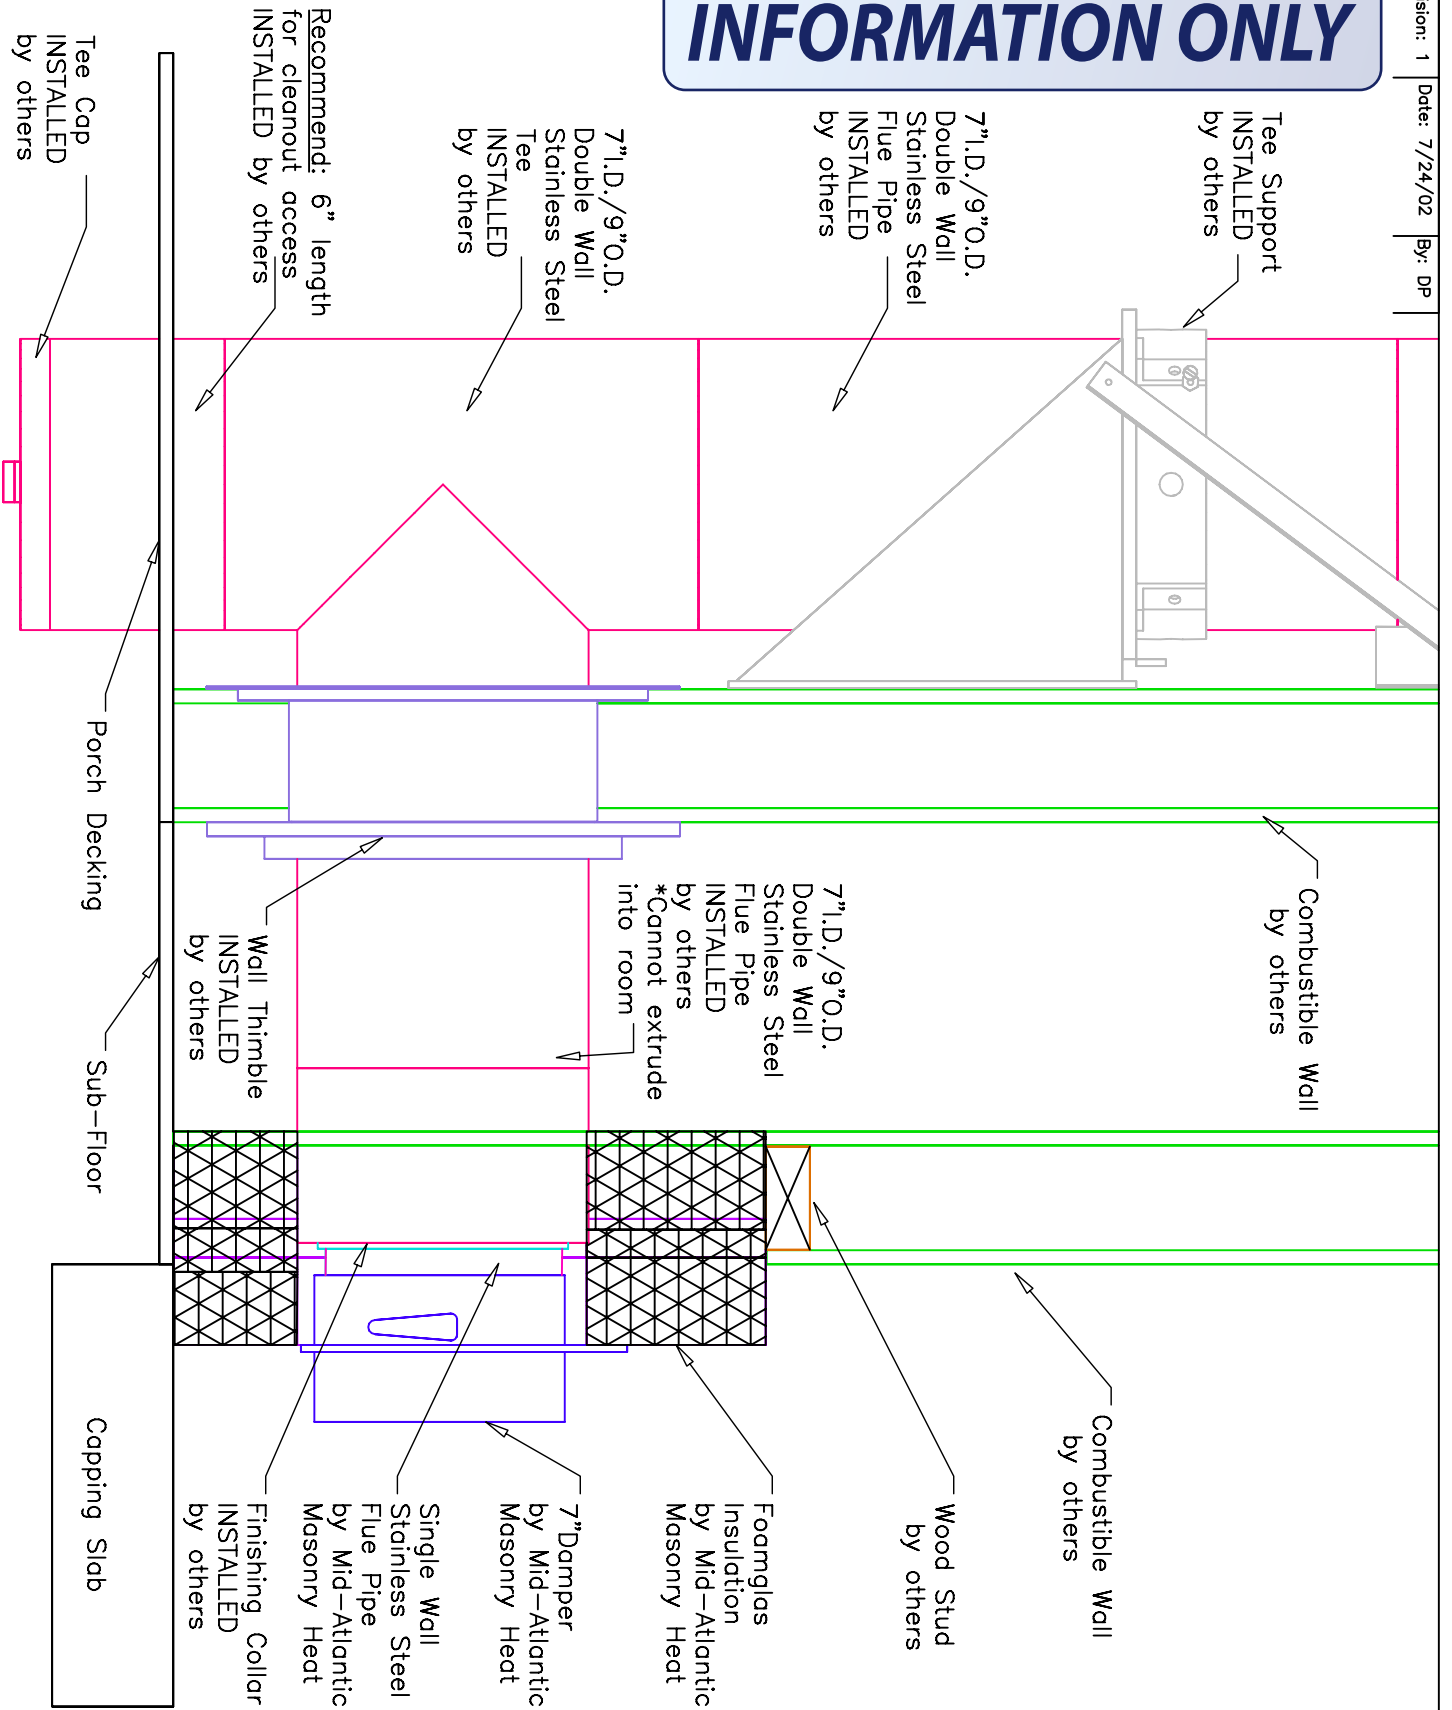 INFORMATION ONLY
sion: 1
Date: 7/24/02
By: DP
Tee Support
INSTALLED
by others
7"I.D./9"O.D.
Double Wall
Stainless Steel
Flue Pipe
INSTALLED
by others
7"I.D./9"O.D.
Double Wall
Stainless Steel
Tee
INSTALLED
by others
Recommend: 6" length
for cleanout access
INSTALLED by others
Tee Cap
INSTALLED
by others
Combustible Wall
by others
7"I.D./9"O.D.
Double Wall
Stainless Steel
Flue Pipe
INSTALLED
by others
*Cannot extrude
into room
Wall Thimble
INSTALLED
by others
Porch Decking
Sub-Floor
Combustible Wall
by others
Wood Stud
by others
Foamglas
Insulation
by Mid-Atlantic
Masonry Heat
7"Damper
by Mid-Atlantic
Masonry Heat
Single Wall
Stainless Steel
Flue Pipe
by Mid-Atlantic
Masonry Heat
Finishing Collar
INSTALLED
by others
Capping Slab